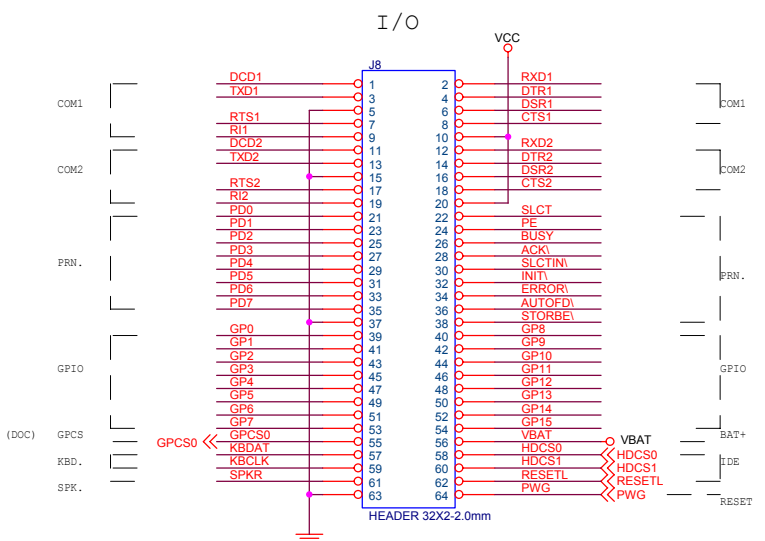 I/O
VCC
J8
DCD1 1 2 RXD1
TXD1 3 4 DTR1
COM1 5 6 DSR1 COM1
RTS1 7 8 CTS1
RI1 9 10
DCD2 11 12 RXD2
TXD2 13 14 DTR2
COM2 15 16 DSR2 COM2
RTS2 17 18 CTS2
RI2 19 20
PD0 21 22 SLCT
PD1 23 24 PE
PD2 25 26 BUSY
PD3 27 28 ACK\
PRN. PD4 29 30 SLCTIN\ PRN.
PD5 31 32 INIT\
PD6 33 34 ERROR\
PD7 35 36 AUTOFD\
37 38 STORBE\
GP0 39 40 GP8
GP1 41 42 GP9
GP2 43 44 GP10
GPIO GP3 45 46 GP11 GPIO
GP4 47 48 GP12
GP5 49 50 GP13
GP6 51 52 GP14
GP7 53 54 GP15
(DOC) GPCS GPCS0 GPCS0 55 56 VBAT VBAT BAT+
KBDAT 57 58 HDCS0 HDCS0
KBD. KBCLK 59 60 HDCS1 HDCS1 IDE
SPK. SPKR 61 62 RESETL RESETL
63 64 PWG PWG RESET
HEADER 32X2-2.0mm